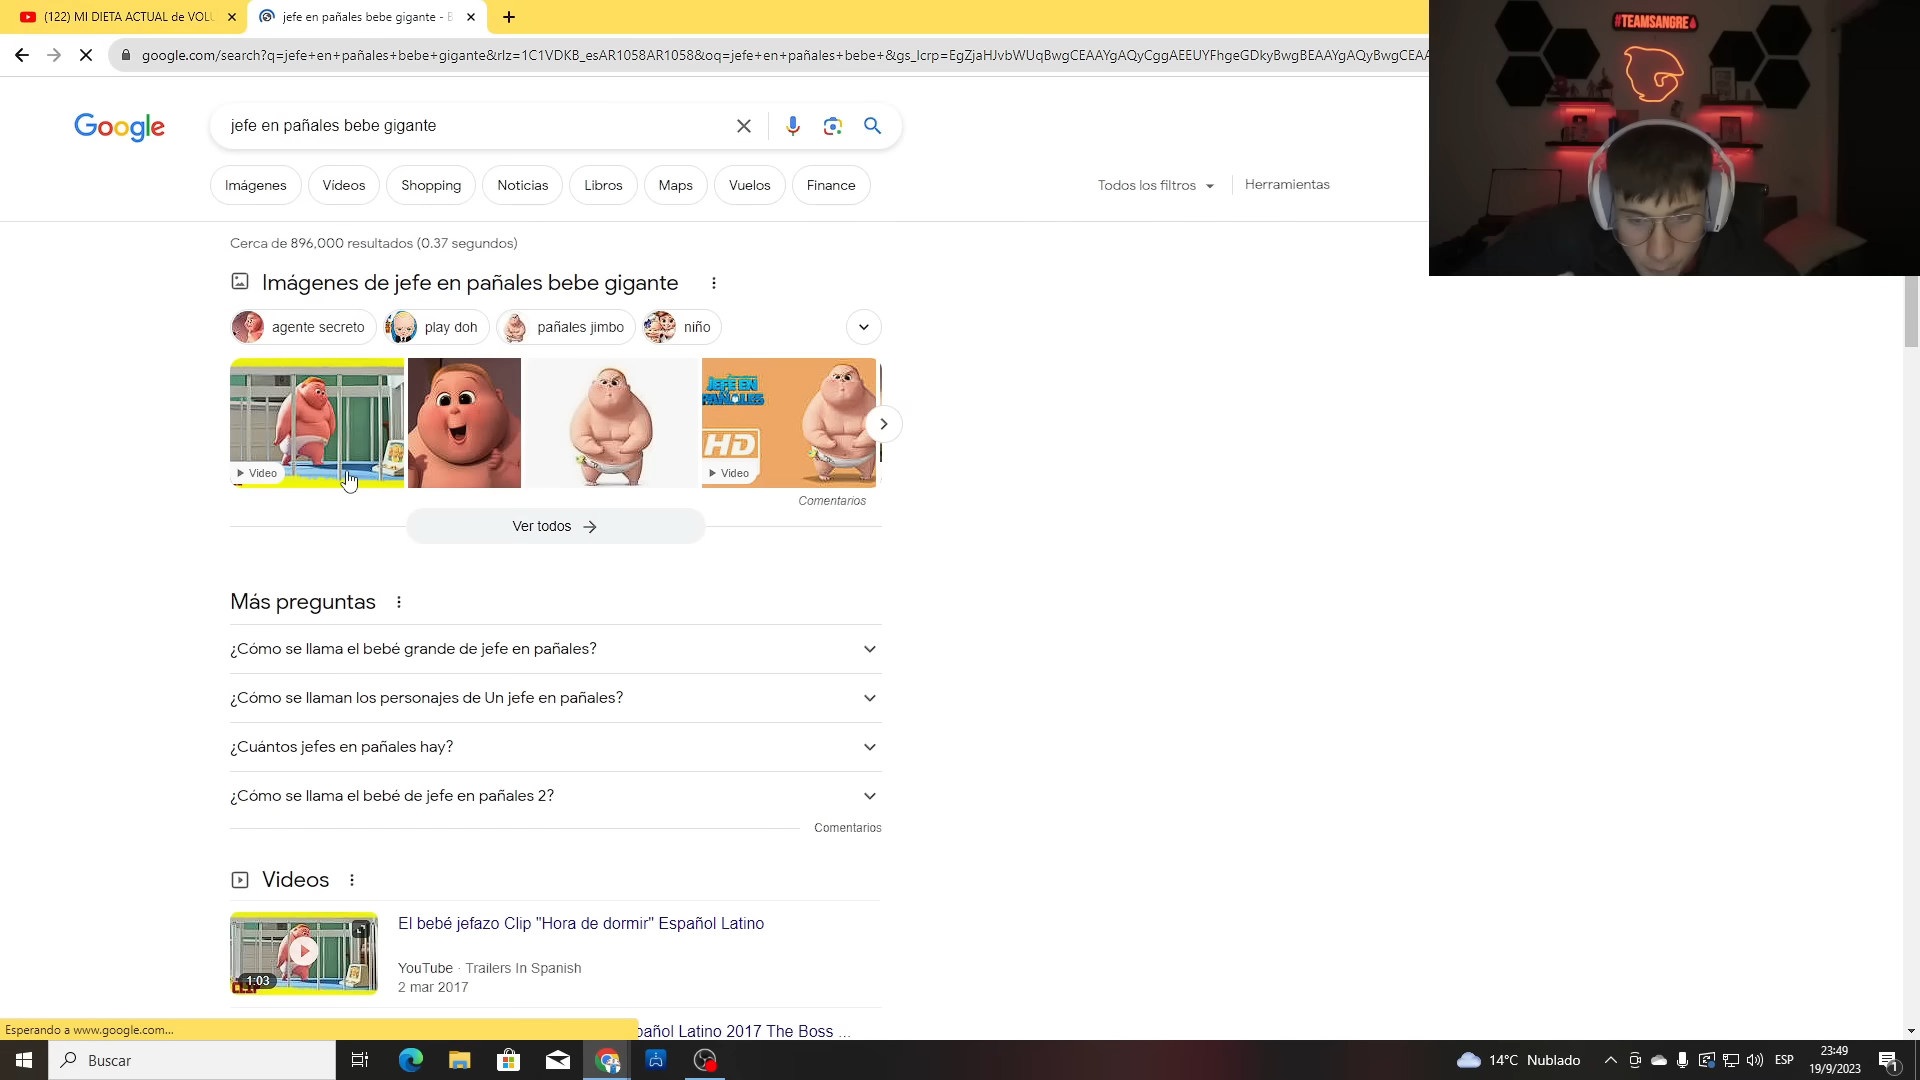 (122) MI DIETA ACTUAL de VOLU
jefe en pañales bebe gigante - B
google.com/search?q=jefe+en+pañales+bebe+gigante&rlz=1C1VDKB_esAR1058AR1058&oq=jefe+en+pañales+bebe+&gs_lcrp=EgZjaHJvbWUqBwgCEAAYgAQyCggAEEUYFhgeGDkyBwgBEAAYgAQyBwgCEAA
#TEAMSANGRE
Google
jefe en pañales bebe gigante
Imágenes
Videos
Shopping
Noticias
Libros
Maps
Vuelos
Finance
Todos los filtros
Herramientas
Cerca de 896,000 resultados (0.37 segundos)
Imágenes de jefe en pañales bebe gigante
agente secreto
play doh
pañales jimbo
niño
JEFE EN
PAÑALES
HD
Video
Video
Comentarios
Ver todos
Más preguntas
¿Cómo se llama el bebé grande de jefe en pañales?
¿Cómo se llaman los personajes de Un jefe en pañales?
¿Cuántos jefes en pañales hay?
¿Cómo se llama el bebé de jefe en pañales 2?
Comentarios
Videos
El bebé jefazo Clip "Hora de dormir" Español Latino
1:03
CLIP
YouTube · Trailers In Spanish
2 mar 2017
Esperando a www.google.com...
pañol Latino 2017 The Boss ...
Buscar
14°C Nublado
ESP
23:49
19/9/2023
1